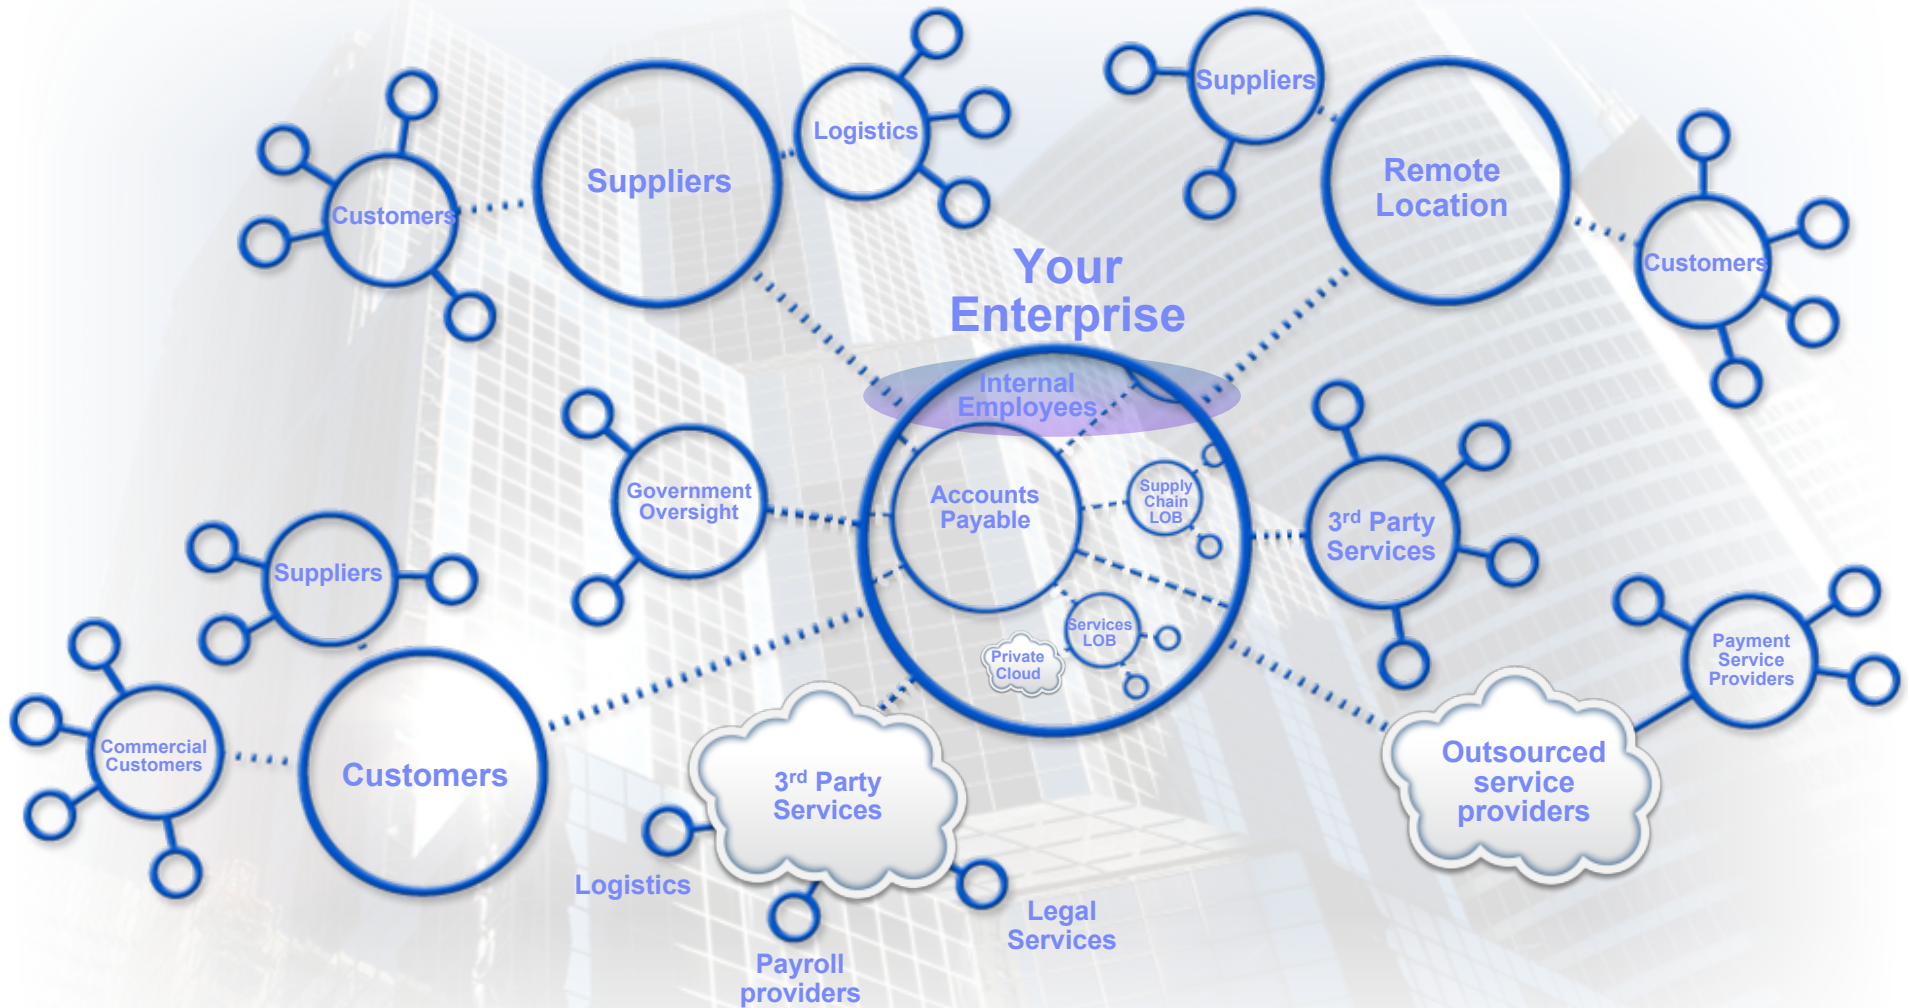 Suppliers
Logistics
Suppliers
Customers
Remote
Location
Customers
Your
Enterprise
Internal
Employees
Government
Oversight
Accounts
Payable
Supply
Chain
LOB
3rd Party
Services
Suppliers
Services
LOB
Private
Cloud
Payment
Service
Providers
Commercial
Customers
Customers
3rd Party
Services
Outsourced
service
providers
Logistics
Legal
Services
Payroll
providers